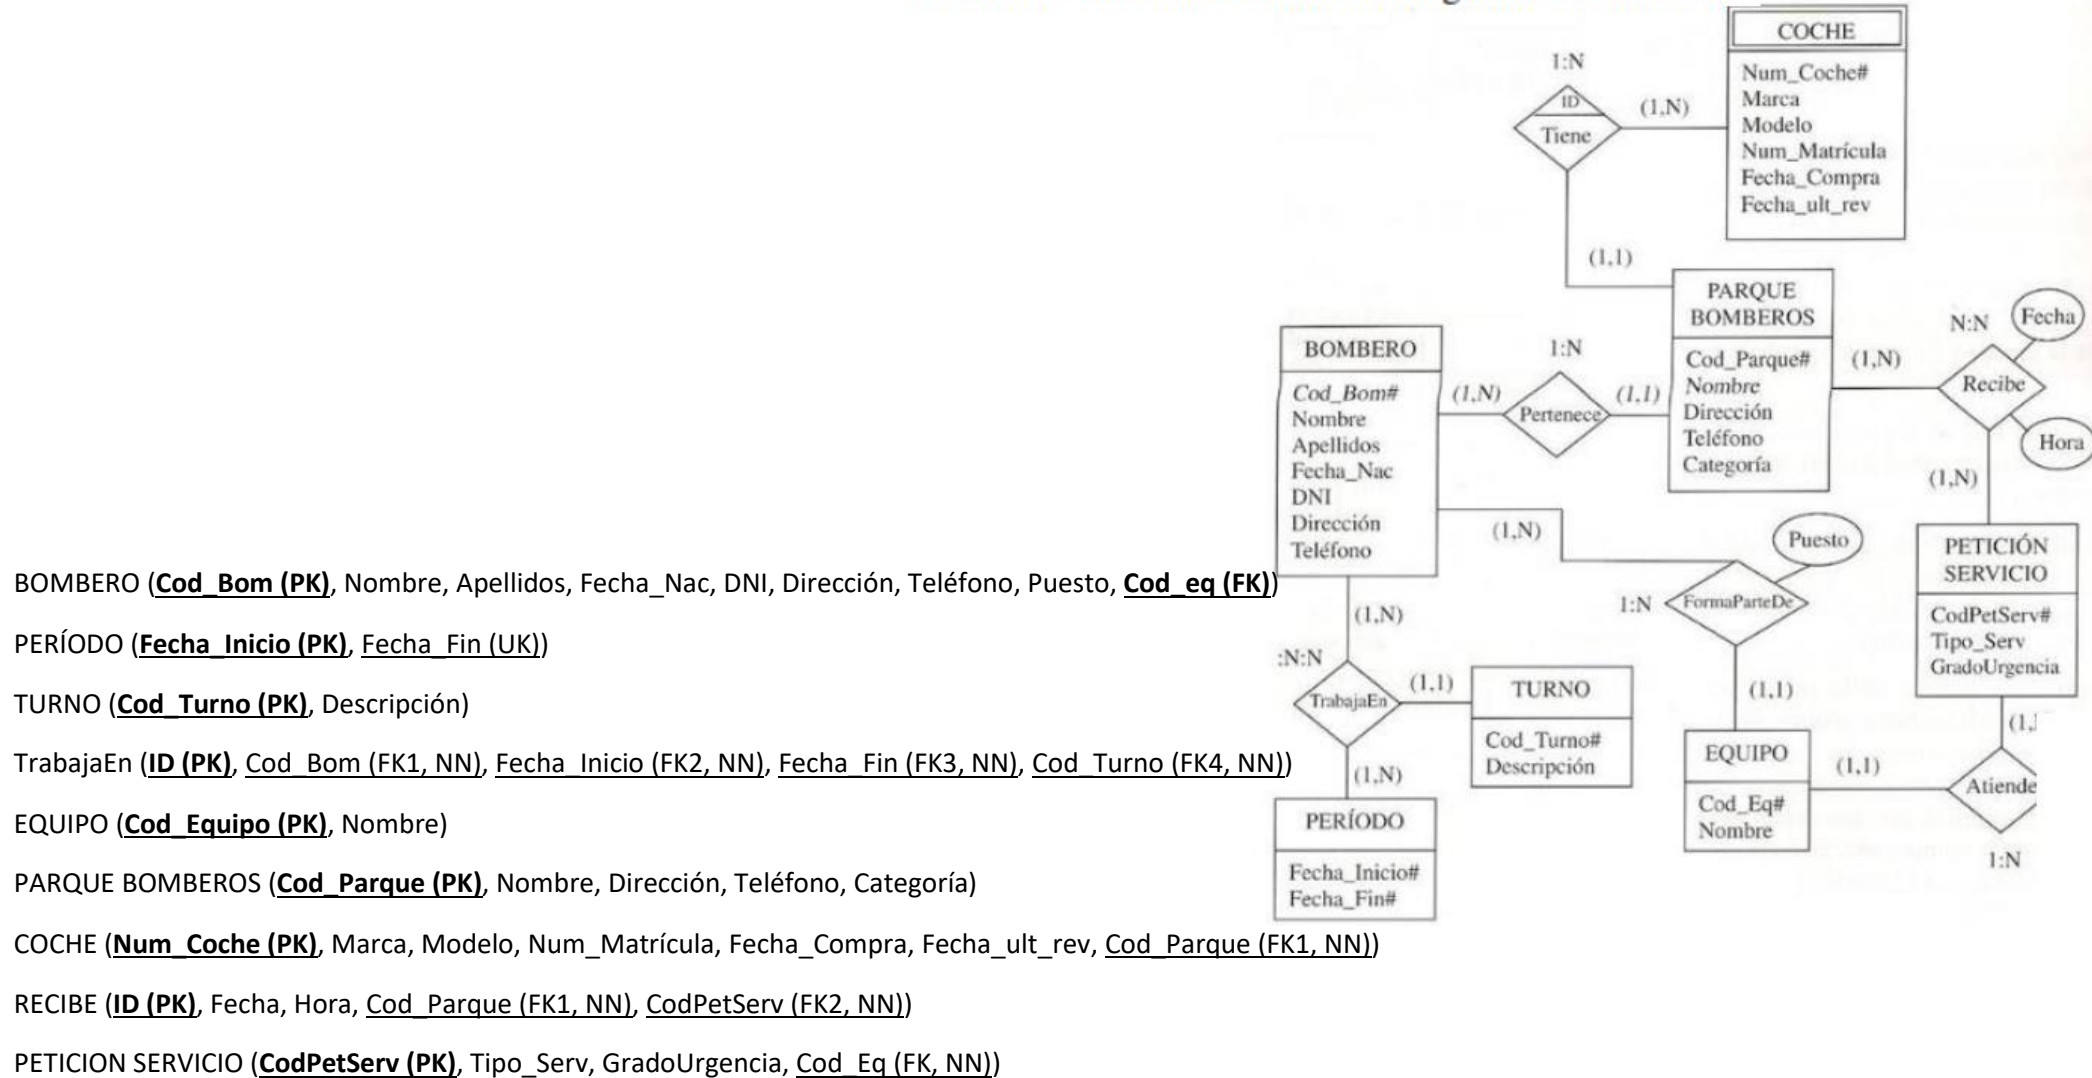 COCHE
Num_Coche#
Marca
Modelo
Num_Matrícula
Fecha_Compra
Fecha_ult_rev
1:N
ID
Tiene
(1,N)
(1,1)
PARQUE
BOMBEROS
Cod_Parque#
Nombre
Dirección
Teléfono
Categoría
N:N
Fecha
(1,N)
Recibe
Hora
(1,N)
BOMBERO
Cod_Bom#
Nombre
Apellidos
Fecha_Nac
DNI
Dirección
Teléfono
1:N
(1,N)
Pertenece
(1,1)
(1,N)
Puesto
1:N
FormaParteDe
(1,1)
PETICIÓN
SERVICIO
CodPetServ#
Tipo_Serv
GradoUrgencia
(1,
Atiende
1:N
(1,1)
EQUIPO
Cod_Eq#
Nombre
(1,N)
:N:N
TrabajaEn
(1,1)
TURNO
Cod_Turno#
Descripción
(1,N)
PERÍODO
Fecha_Inicio#
Fecha_Fin#
BOMBERO (Cod_Bom (PK), Nombre, Apellidos, Fecha_Nac, DNI, Dirección, Teléfono, Puesto, Cod_eq (FK))
PERÍODO (Fecha_Inicio (PK), Fecha_Fin (UK))
TURNO (Cod_Turno (PK), Descripción)
TrabajaEn (ID (PK), Cod_Bom (FK1, NN), Fecha_Inicio (FK2, NN), Fecha_Fin (FK3, NN), Cod_Turno (FK4, NN))
EQUIPO (Cod_Equipo (PK), Nombre)
PARQUE BOMBEROS (Cod_Parque (PK), Nombre, Dirección, Teléfono, Categoría)
COCHE (Num_Coche (PK), Marca, Modelo, Num_Matrícula, Fecha_Compra, Fecha_ult_rev, Cod_Parque (FK1, NN))
RECIBE (ID (PK), Fecha, Hora, Cod_Parque (FK1, NN), CodPetServ (FK2, NN))
PETICION SERVICIO (CodPetServ (PK), Tipo_Serv, GradoUrgencia, Cod_Eq (FK, NN))